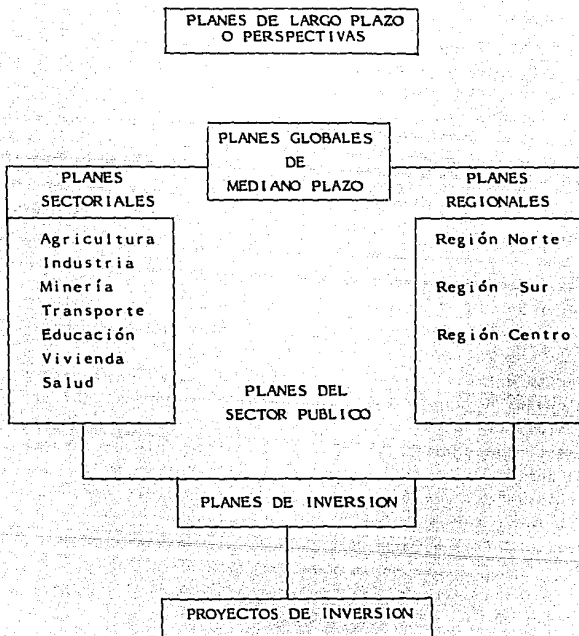 PLANES DE LARGO PLAZO
O PERSPECTIVAS
PLANES GLOBALES
DE
MEDIANO PLAZO
PLANES
SECTORIALES
Agricultura
Industria
Minería
Transporte
Educación
Vivienda
Salud
PLANES
REGIONALES
Región Norte
Región Sur
Región Centro
PLANES DEL
SECTOR PUBLICO
PLANES DE INVERSION
PROYECTOS DE INVERSION